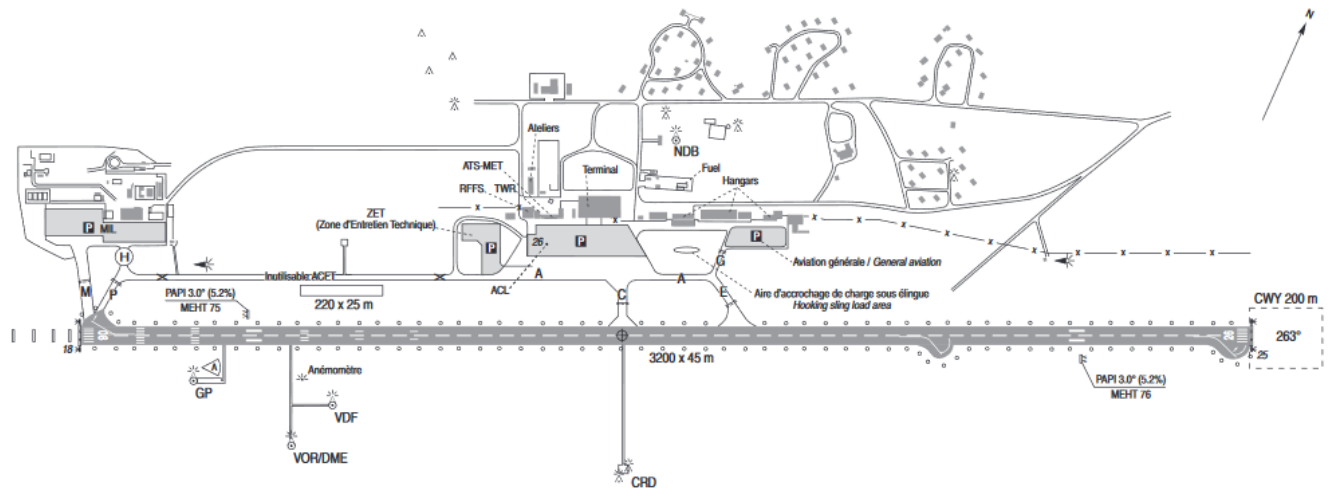 N
Ateliers
NDB
ATS-MET
Terminal
Fuel
RFFS. TWR.
Hangars
ZET
(Zone d'Entretien Technique)
P MIL
P
26
P
P
H
G
Aviation générale / General aviation
Inutilisable ACFT
A
A
M
P
ACL
C
E
Aire d'accrochage de charge sous élingue
Hooking sling load area
PAPI 3.0° (5.2%)
MEHT 75
220 x 25 m
CWY 200 m
18
08
26
263°
3200 x 45 m
25
A
GP
Anémomètre
PAPI 3.0° (5.2%)
MEHT 76
VDF
VOR/DME
CRD